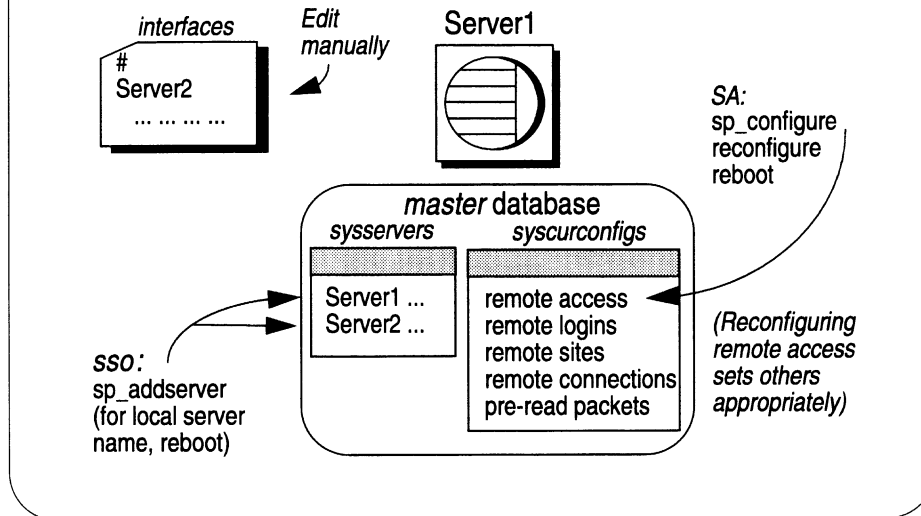 interfaces
#
Server2
... ... ... ...
Edit
manually
Server1
SA:
sp_configure
reconfigure
reboot
master database
sysservers
Server1 ...
Server2 ...
syscurconfigs
remote access
remote logins
remote sites
remote connections
pre-read packets
(Reconfiguring
remote access
sets others
appropriately)
sso:
sp_addserver
(for local server
name, reboot)